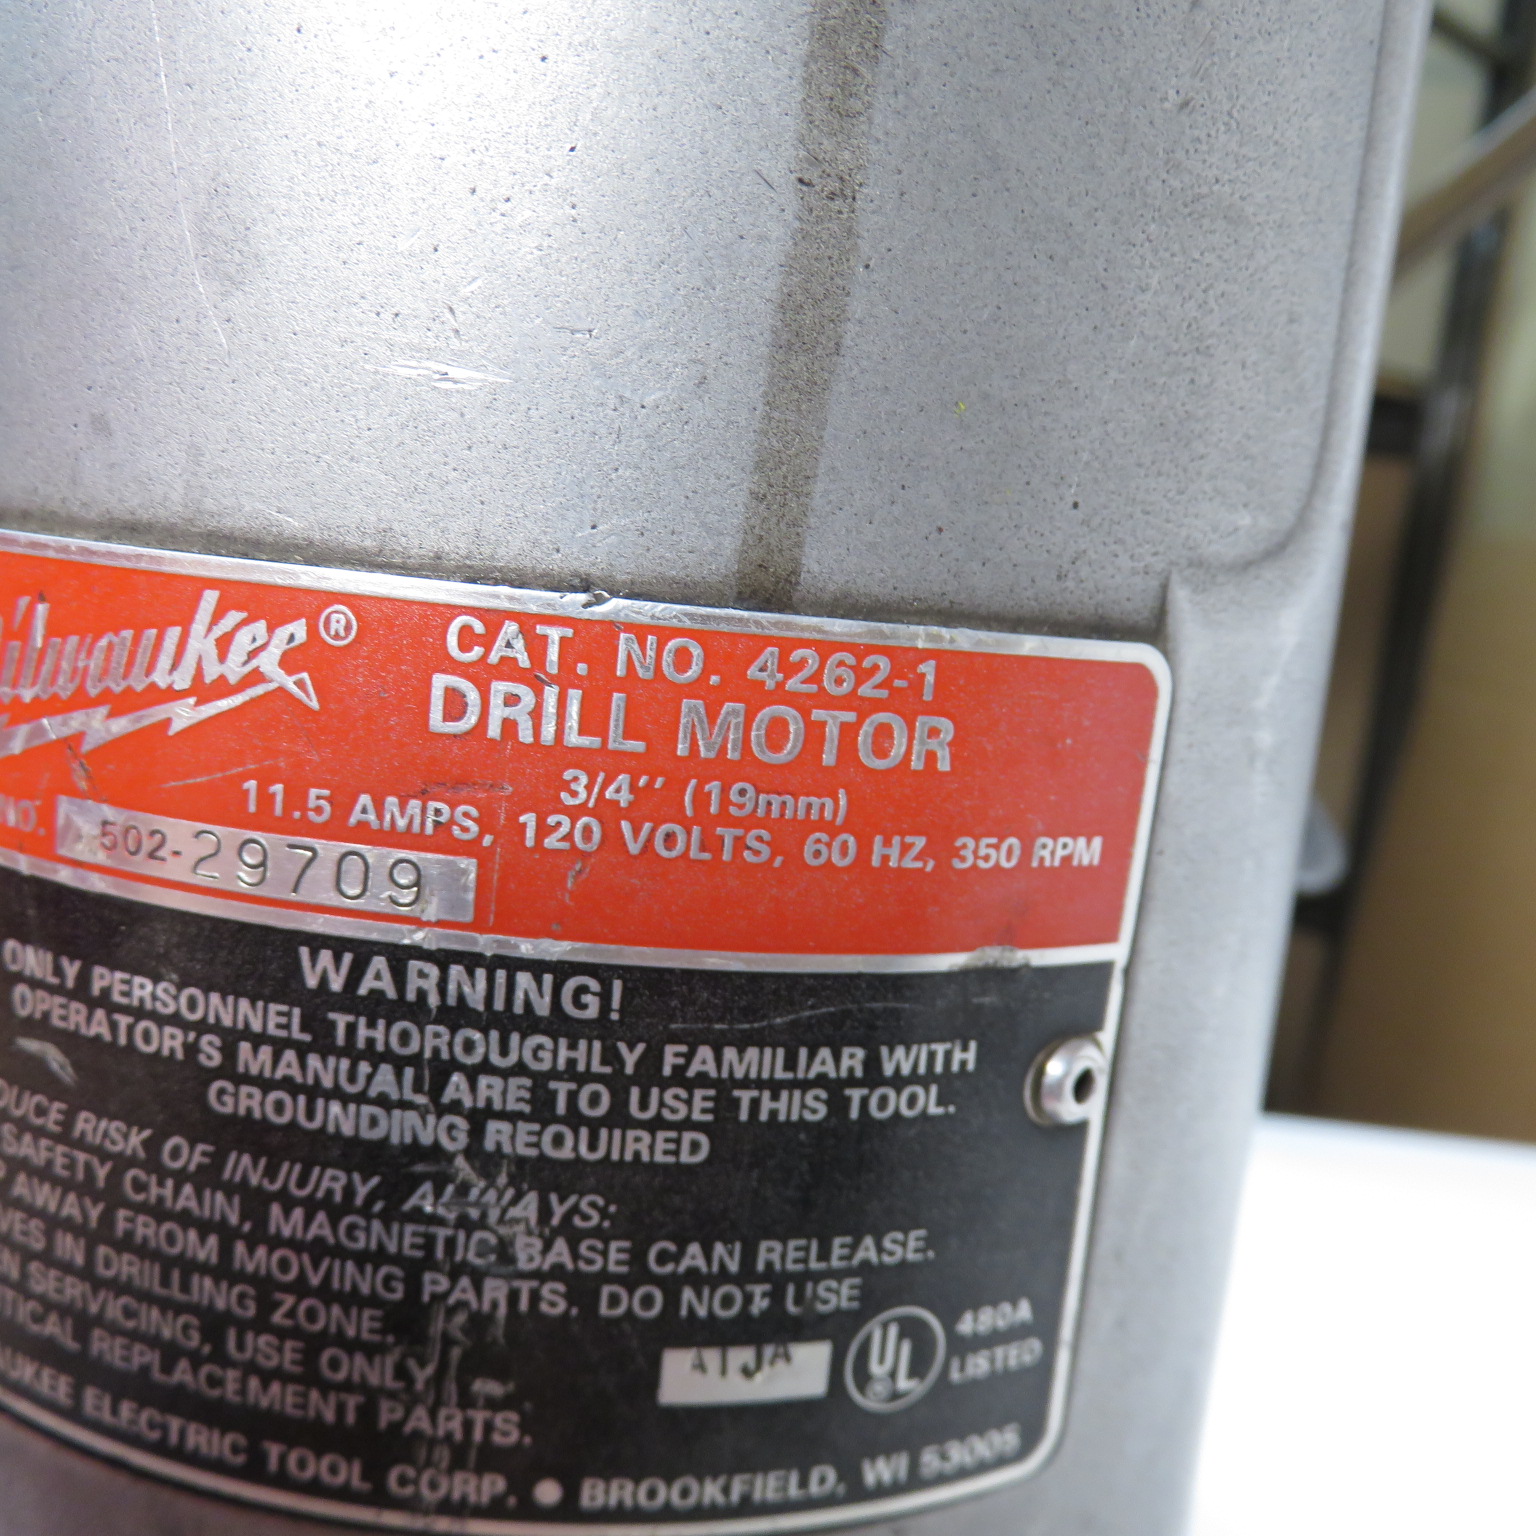 Milwaukee®
CAT. NO. 4262-1
DRILL MOTOR
3/4" (19mm)
11.5 AMPS, 120 VOLTS, 60 HZ, 350 RPM
NO. 502-29709
WARNING!
ONLY PERSONNEL THOROUGHLY FAMILIAR WITH
OPERATOR'S MANUAL ARE TO USE THIS TOOL.
GROUNDING REQUIRED
DUCE RISK OF INJURY, ALWAYS:
SAFETY CHAIN, MAGNETIC BASE CAN RELEASE.
P AWAY FROM MOVING PARTS. DO NOT USE
VES IN DRILLING ZONE.
N SERVICING, USE ONLY
TICAL REPLACEMENT PARTS.
UL 480A
LISTED
AUKEE ELECTRIC TOOL CORP. ● BROOKFIELD, WI 53005